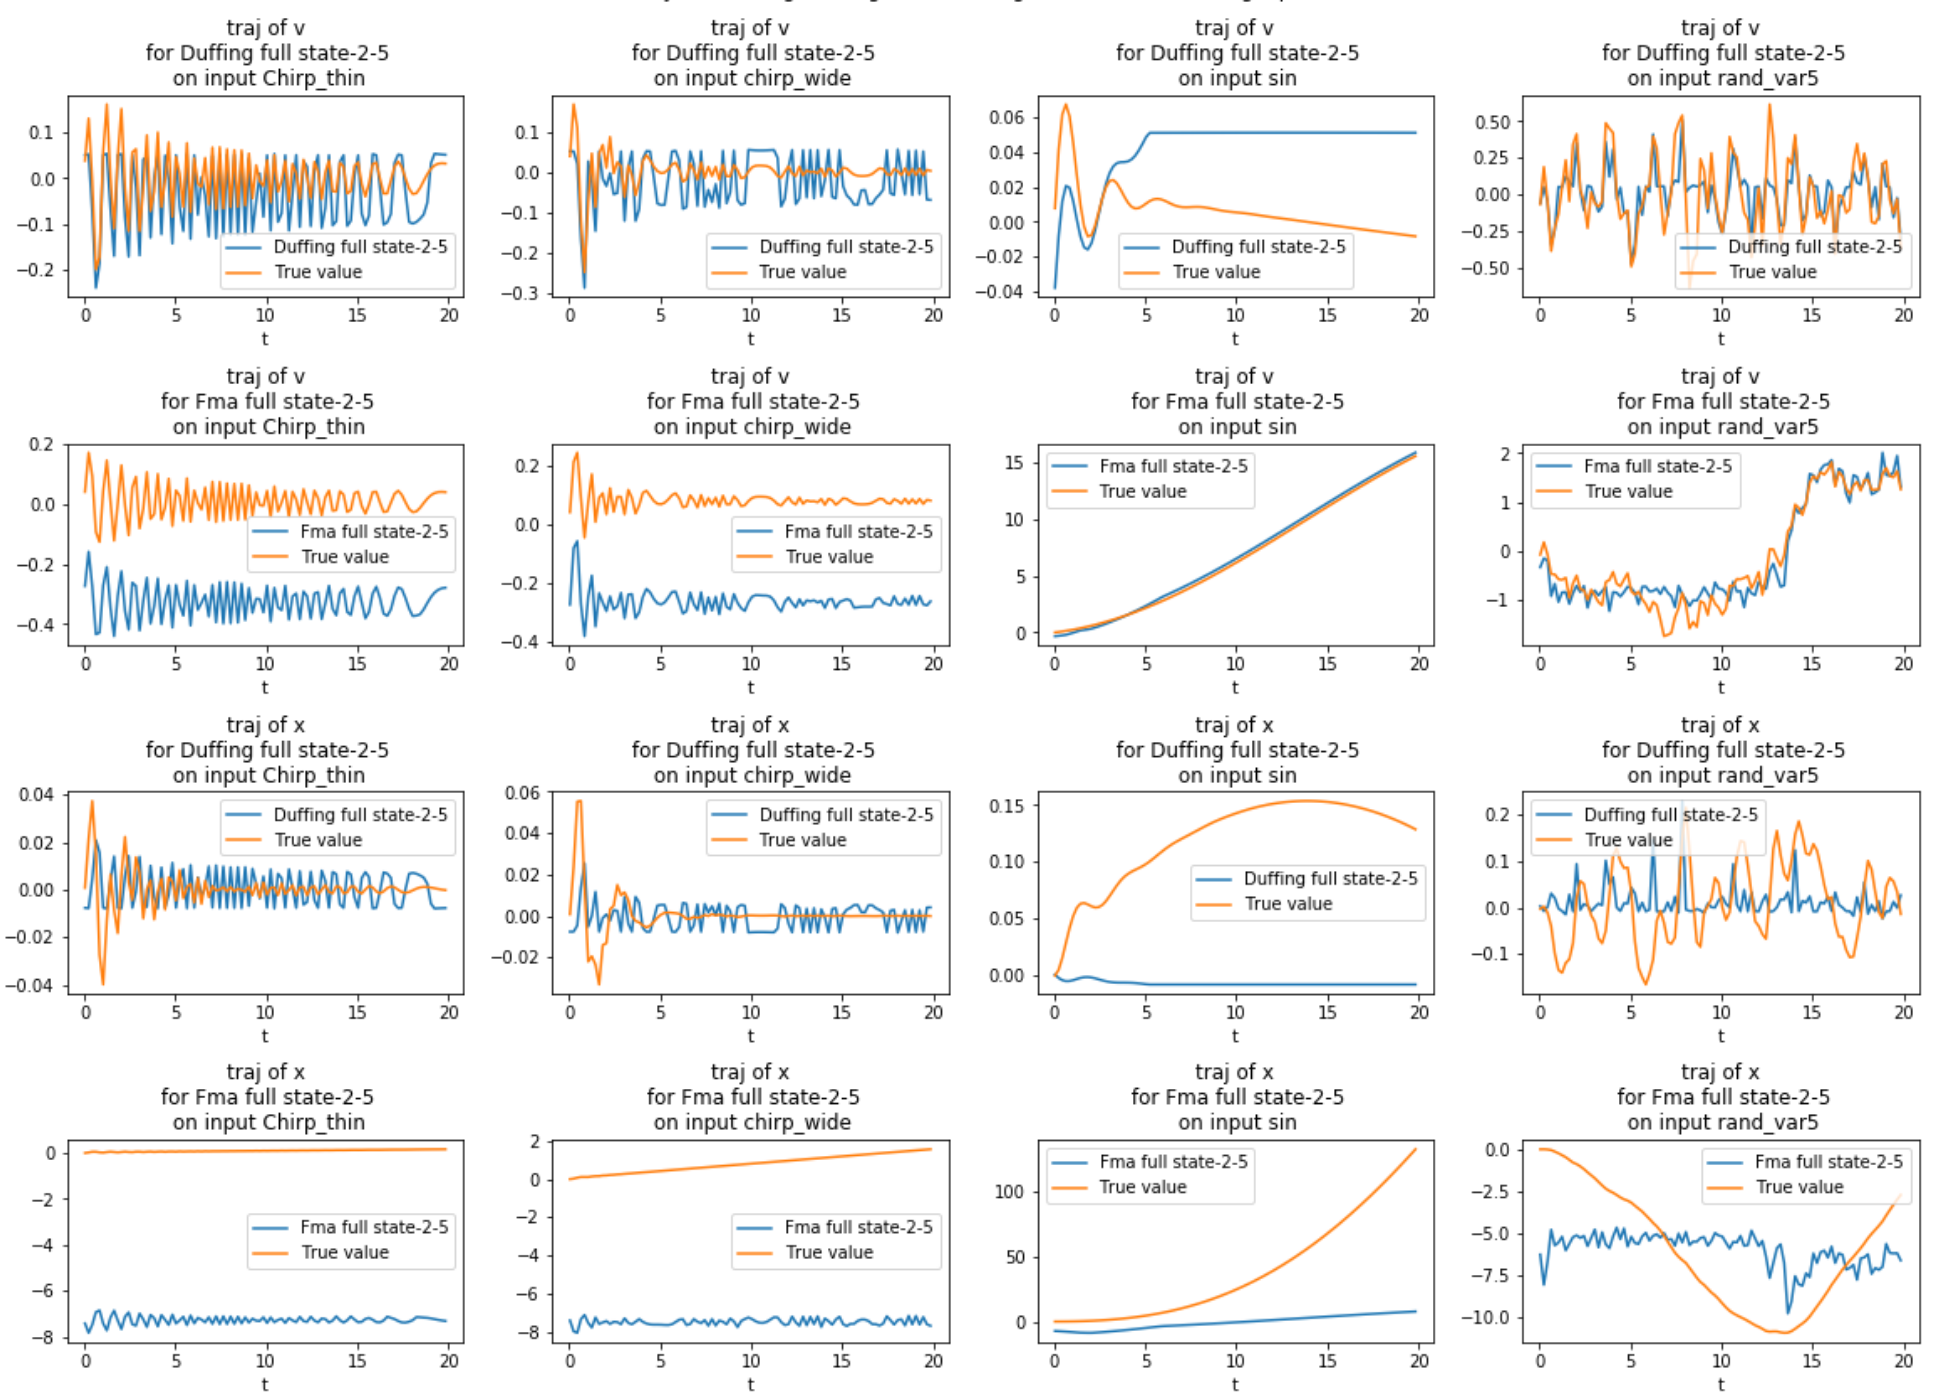 traj of v
for Duffing full state-2-5
on input Chirp_thin
0.1
0.0
−0.1
−0.2
Duffing full state-2-5
True value
0 5 10 15 20
t
traj of v
for Duffing full state-2-5
on input chirp_wide
0.1
0.0
−0.1
−0.2
−0.3
Duffing full state-2-5
True value
0 5 10 15 20
t
traj of v
for Duffing full state-2-5
on input sin
0.06
0.04
0.02
0.00
−0.02
−0.04
Duffing full state-2-5
True value
0 5 10 15 20
t
traj of v
for Duffing full state-2-5
on input rand_var5
0.50
0.25
0.00
−0.25
−0.50
Duffing full state-2-5
True value
0 5 10 15 20
t
traj of v
for Fma full state-2-5
on input Chirp_thin
0.2
0.0
−0.2
−0.4
Fma full state-2-5
True value
0 5 10 15 20
t
traj of v
for Fma full state-2-5
on input chirp_wide
0.2
0.0
−0.2
−0.4
Fma full state-2-5
True value
0 5 10 15 20
t
traj of v
for Fma full state-2-5
on input sin
15
10
5
0
Fma full state-2-5
True value
0 5 10 15 20
t
traj of v
for Fma full state-2-5
on input rand_var5
2
1
0
−1
Fma full state-2-5
True value
0 5 10 15 20
t
traj of x
for Duffing full state-2-5
on input Chirp_thin
0.04
0.02
0.00
−0.02
−0.04
Duffing full state-2-5
True value
0 5 10 15 20
t
traj of x
for Duffing full state-2-5
on input chirp_wide
0.06
0.04
0.02
0.00
−0.02
Duffing full state-2-5
True value
0 5 10 15 20
t
traj of x
for Duffing full state-2-5
on input sin
0.15
0.10
0.05
0.00
Duffing full state-2-5
True value
0 5 10 15 20
t
traj of x
for Duffing full state-2-5
on input rand_var5
0.2
0.1
0.0
−0.1
Duffing full state-2-5
True value
0 5 10 15 20
t
traj of x
for Fma full state-2-5
on input Chirp_thin
0
−2
−4
−6
−8
Fma full state-2-5
True value
0 5 10 15 20
t
traj of x
for Fma full state-2-5
on input chirp_wide
2
0
−2
−4
−6
−8
Fma full state-2-5
True value
0 5 10 15 20
t
traj of x
for Fma full state-2-5
on input sin
100
50
0
Fma full state-2-5
True value
0 5 10 15 20
t
traj of x
for Fma full state-2-5
on input rand_var5
0.0
−2.5
−5.0
−7.5
−10.0
Fma full state-2-5
True value
0 5 10 15 20
t